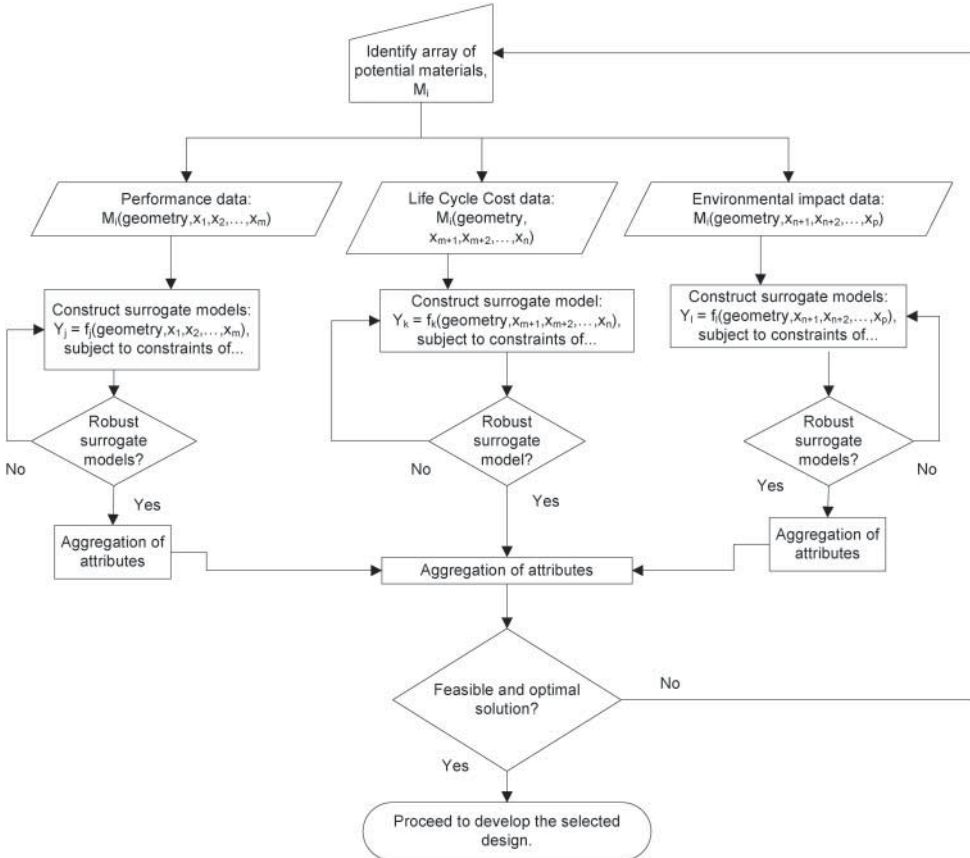 Identify array of
potential materials,
Mᵢ
Performance data:
Mᵢ(geometry,x₁,x₂,…,xₘ)
Life Cycle Cost data:
Mᵢ(geometry,
xₘ₊₁,xₘ₊₂,…,xₙ)
Environmental impact data:
Mᵢ(geometry,xₙ₊₁,xₙ₊₂,…,xₚ)
Construct surrogate models:
Yⱼ = fⱼ(geometry,x₁,x₂,…,xₘ),
subject to constraints of...
Construct surrogate model:
Yₖ = fₖ(geometry,xₘ₊₁,xₘ₊₂,…,xₙ),
subject to constraints of...
Construct surrogate models:
Yₗ = fₗ(geometry,xₙ₊₁,xₙ₊₂,…,xₚ),
subject to constraints of...
Robust
surrogate
models?
No
Yes
Robust
surrogate
model?
No
Yes
Robust
surrogate
models?
No
Yes
Aggregation of
attributes
Aggregation of attributes
Aggregation of
attributes
Feasible and optimal
solution?
No
Yes
Proceed to develop the selected
design.